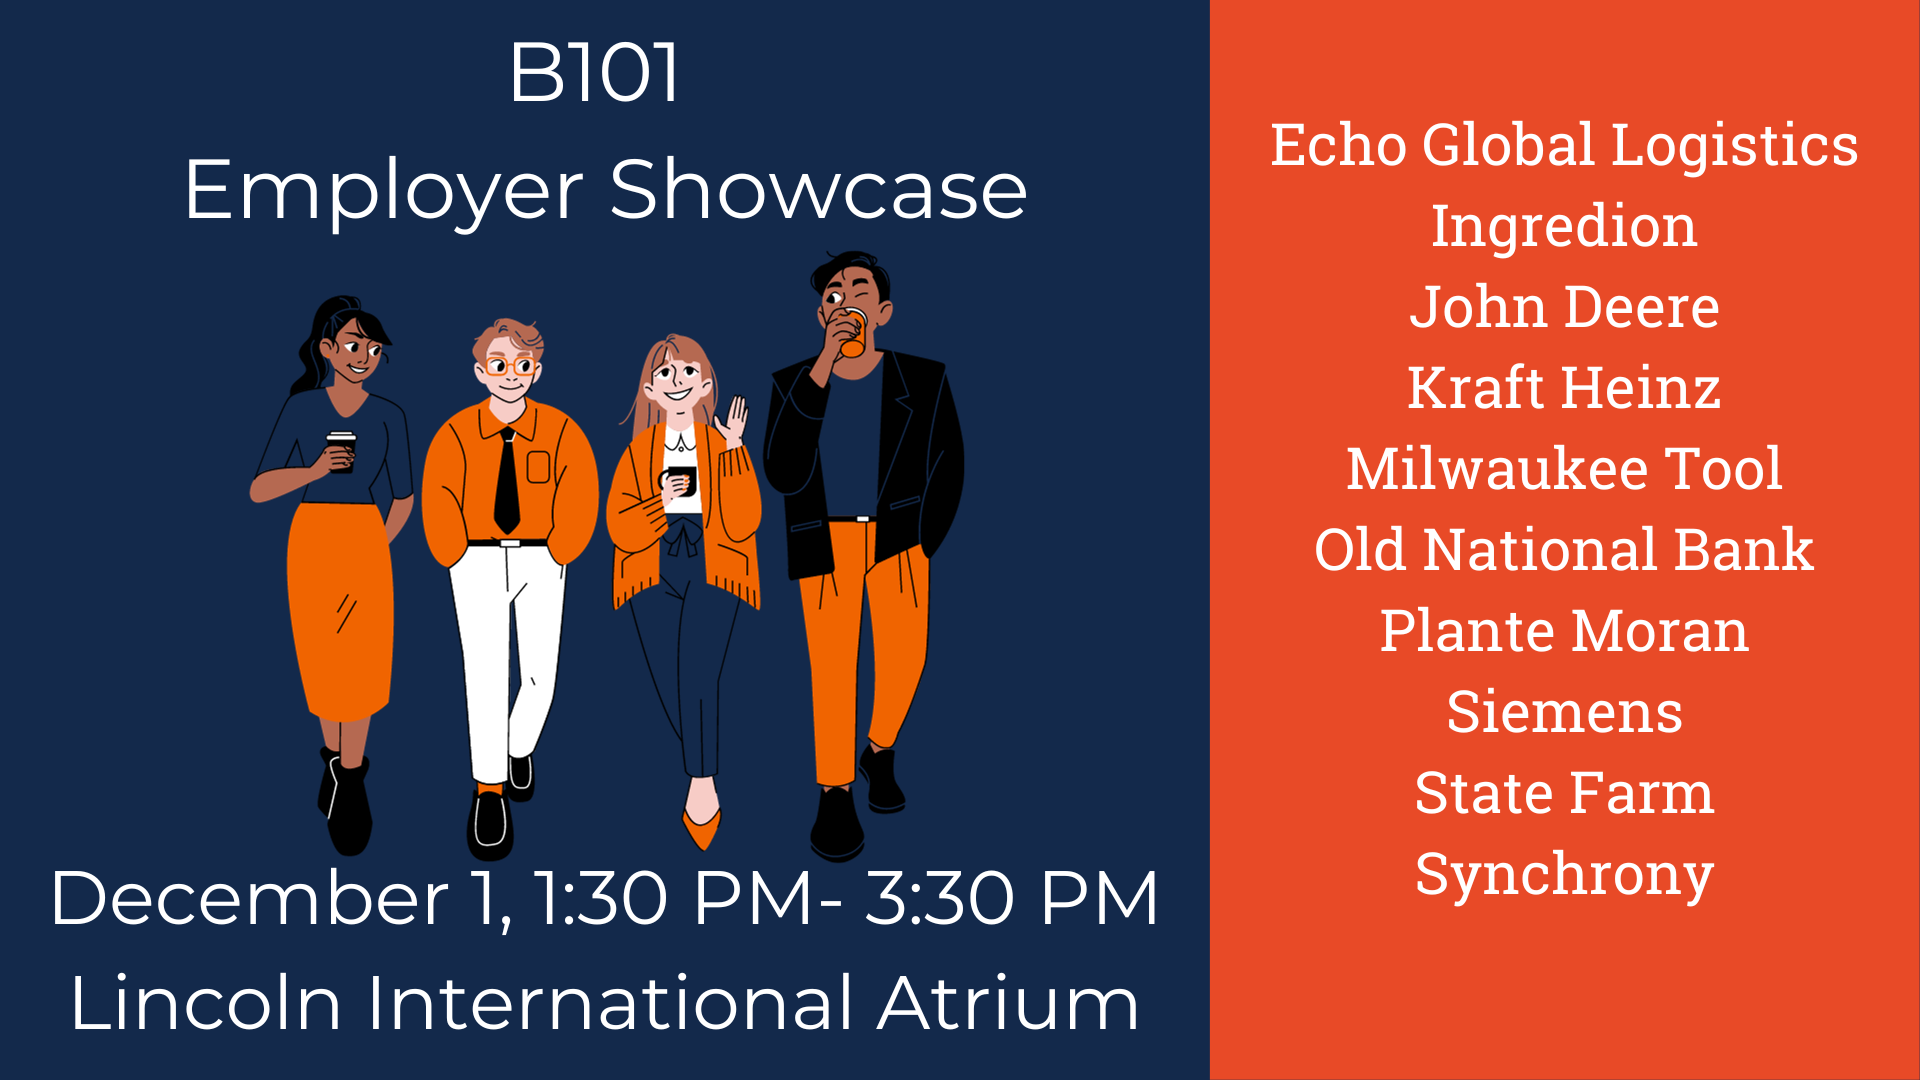 B101
Employer Showcase
December 1, 1:30 PM- 3:30 PM
Lincoln International Atrium
Echo Global Logistics
Ingredion
John Deere
Kraft Heinz
Milwaukee Tool
Old National Bank
Plante Moran
Siemens
State Farm
Synchrony